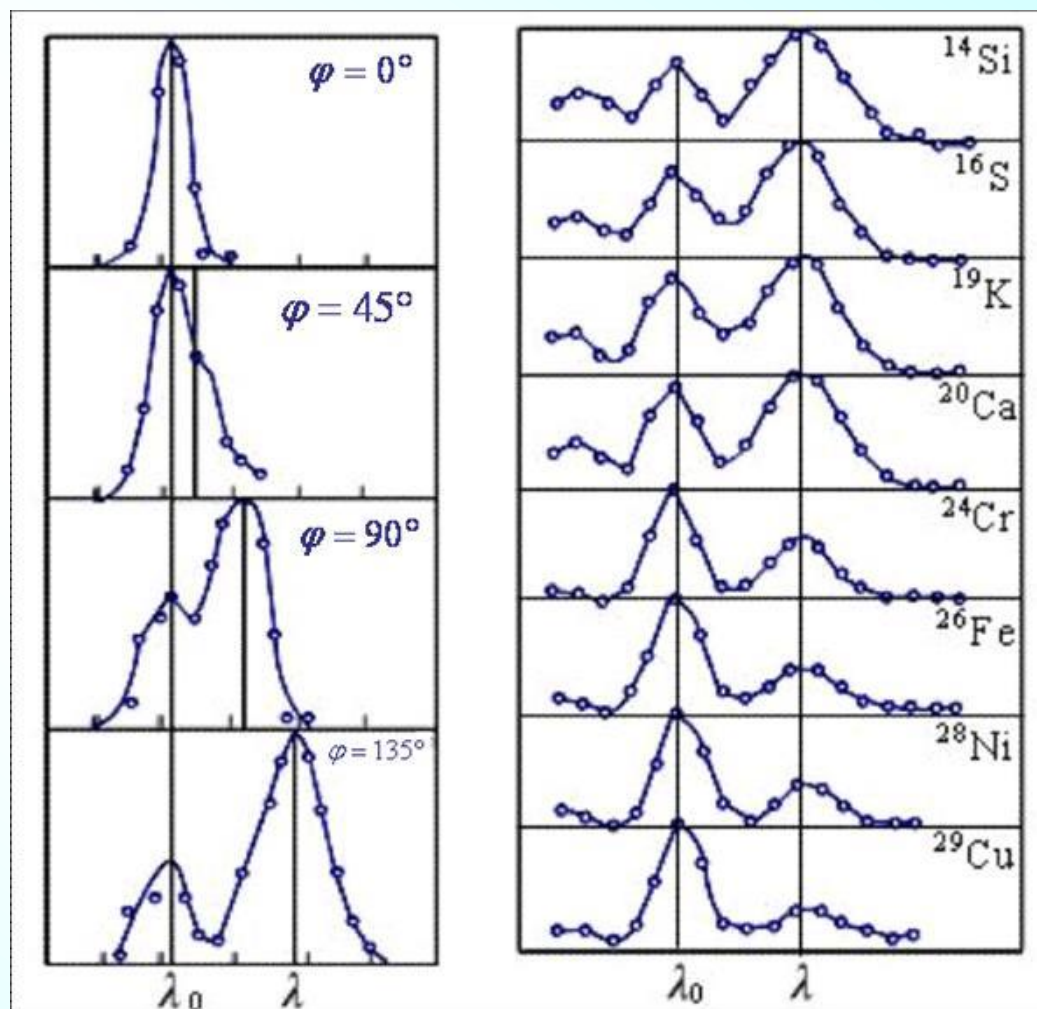 φ = 0°
φ = 45°
φ = 90°
φ = 135°
λ₀ λ
¹⁴Si
¹⁶S
¹⁹K
²⁰Ca
²⁴Cr
²⁶Fe
²⁸Ni
²⁹Cu
λ₀ λ